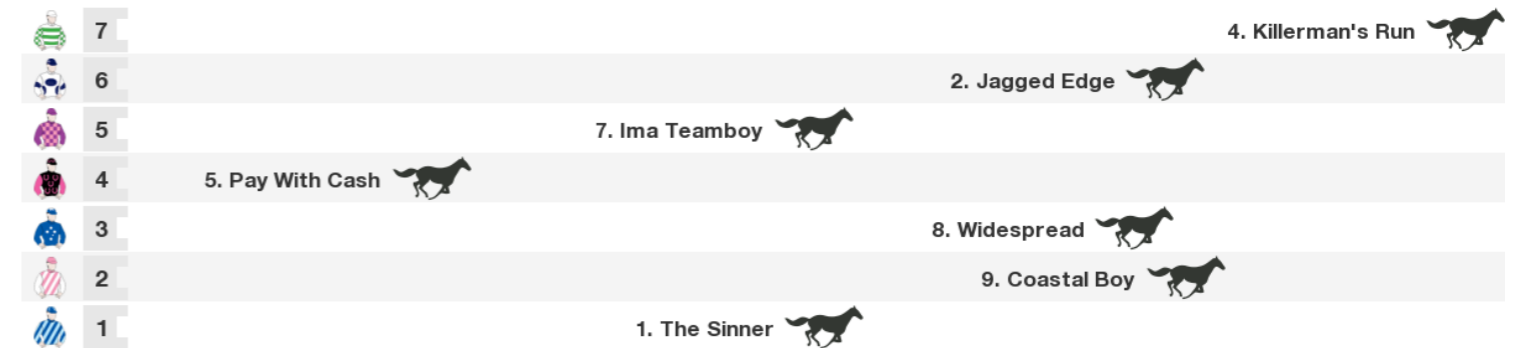 7 4. Killerman's Run
6 2. Jagged Edge
5 7. Ima Teamboy
4 5. Pay With Cash
3 8. Widespread
2 9. Coastal Boy
1 1. The Sinner